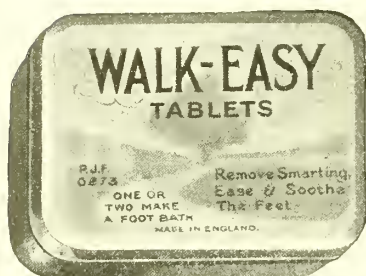 WALK-EASY
TABLETS
P.J.F.
0873
ONE OR
TWO MAKE
A FOOT BATH
Remove Smarting,
Ease & Soothe
The Feet.
MADE IN ENGLAND.